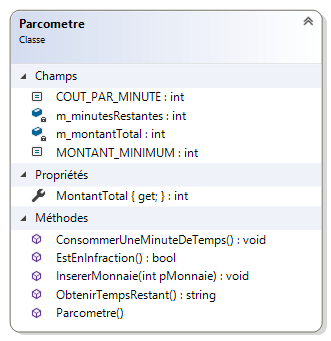 Parcometre
Classe
Champs
COUT_PAR_MINUTE : int
m_minutesRestantes : int
m_montantTotal : int
MONTANT_MINIMUM : int
Propriétés
MontantTotal { get; } : int
Méthodes
ConsommerUneMinuteDeTemps() : void
EstEnInfraction() : bool
InsererMonnaie(int pMonnaie) : void
ObtenirTempsRestant() : string
Parcometre()